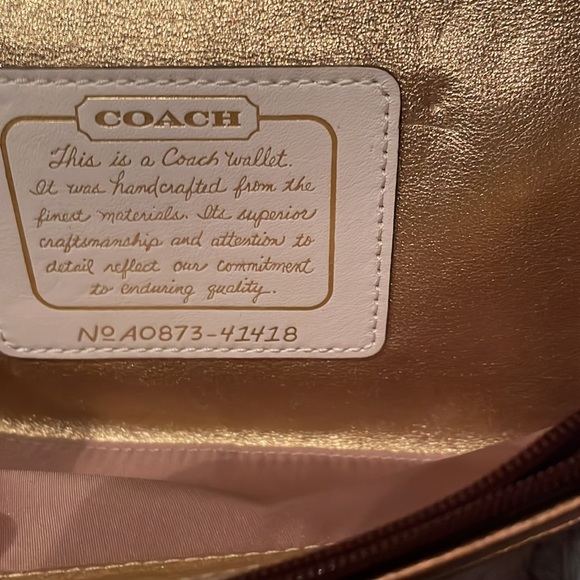 COACH
This is a Coach wallet.
It was handcrafted from the
finest materials. Its superior
craftsmanship and attention to
detail reflect our commitment
to enduring quality.
Nº A0873-41418